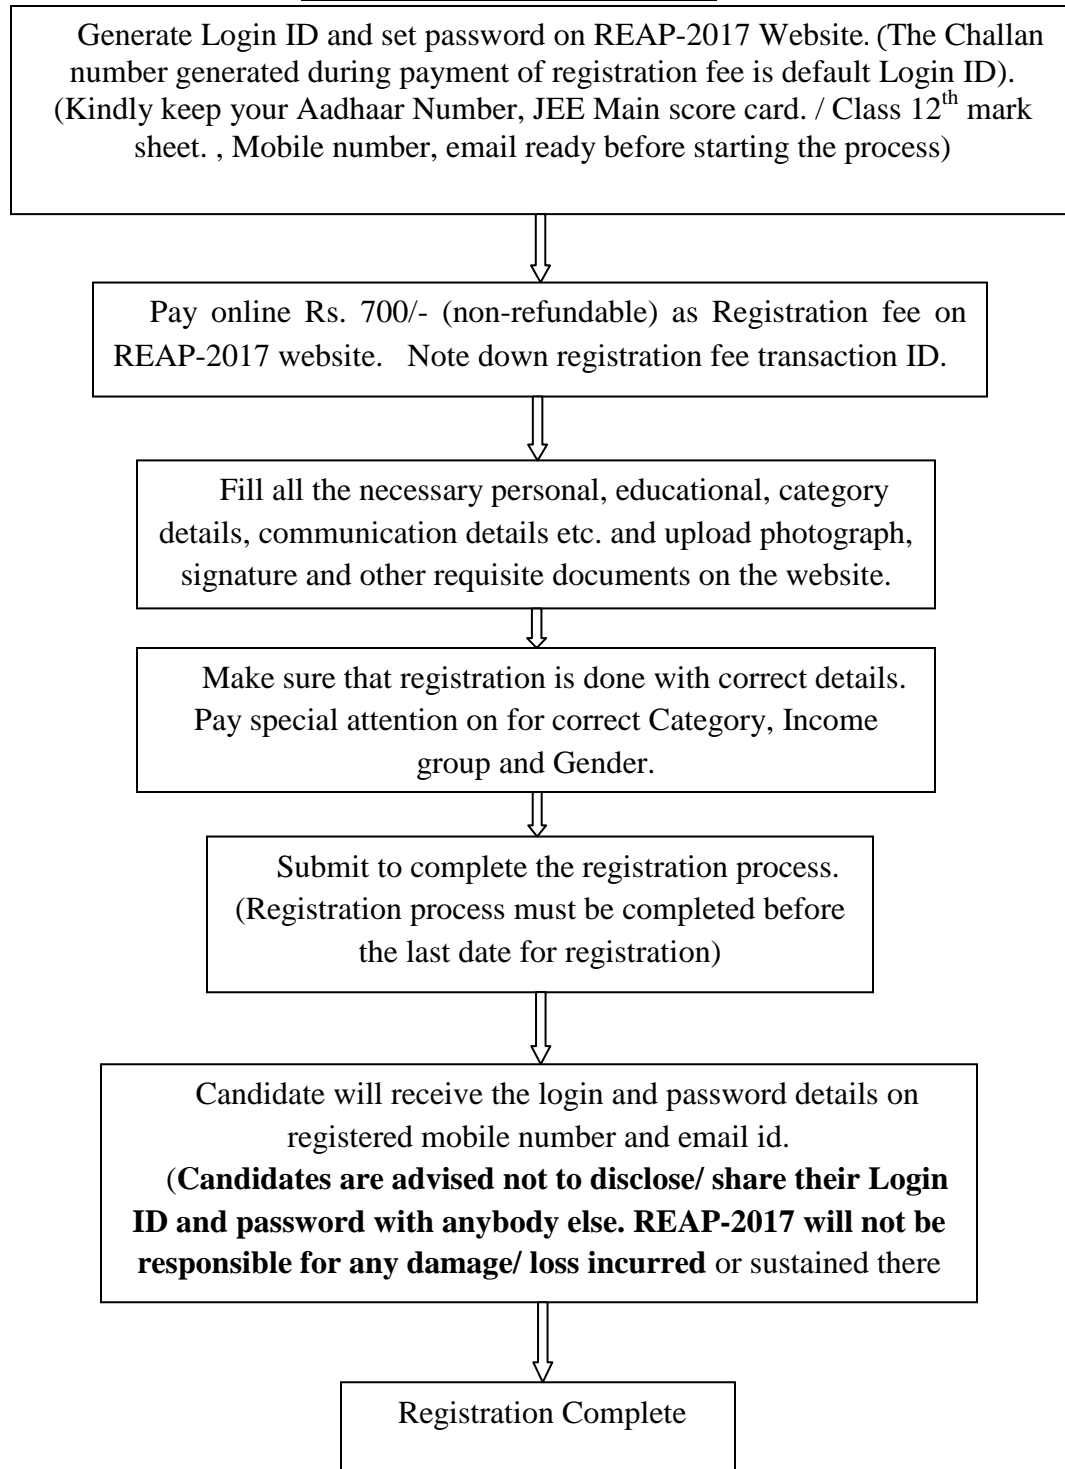 Generate Login ID and set password on REAP-2017 Website. (The Challan
number generated during payment of registration fee is default Login ID).
(Kindly keep your Aadhaar Number, JEE Main score card. / Class 12th mark
sheet. , Mobile number, email ready before starting the process)
Pay online Rs. 700/- (non-refundable) as Registration fee on
REAP-2017 website. Note down registration fee transaction ID.
Fill all the necessary personal, educational, category
details, communication details etc. and upload photograph,
signature and other requisite documents on the website.
Make sure that registration is done with correct details.
Pay special attention on for correct Category, Income
group and Gender.
Submit to complete the registration process.
(Registration process must be completed before
the last date for registration)
Candidate will receive the login and password details on
registered mobile number and email id.
(Candidates are advised not to disclose/ share their Login
ID and password with anybody else. REAP-2017 will not be
responsible for any damage/ loss incurred or sustained there
Registration Complete